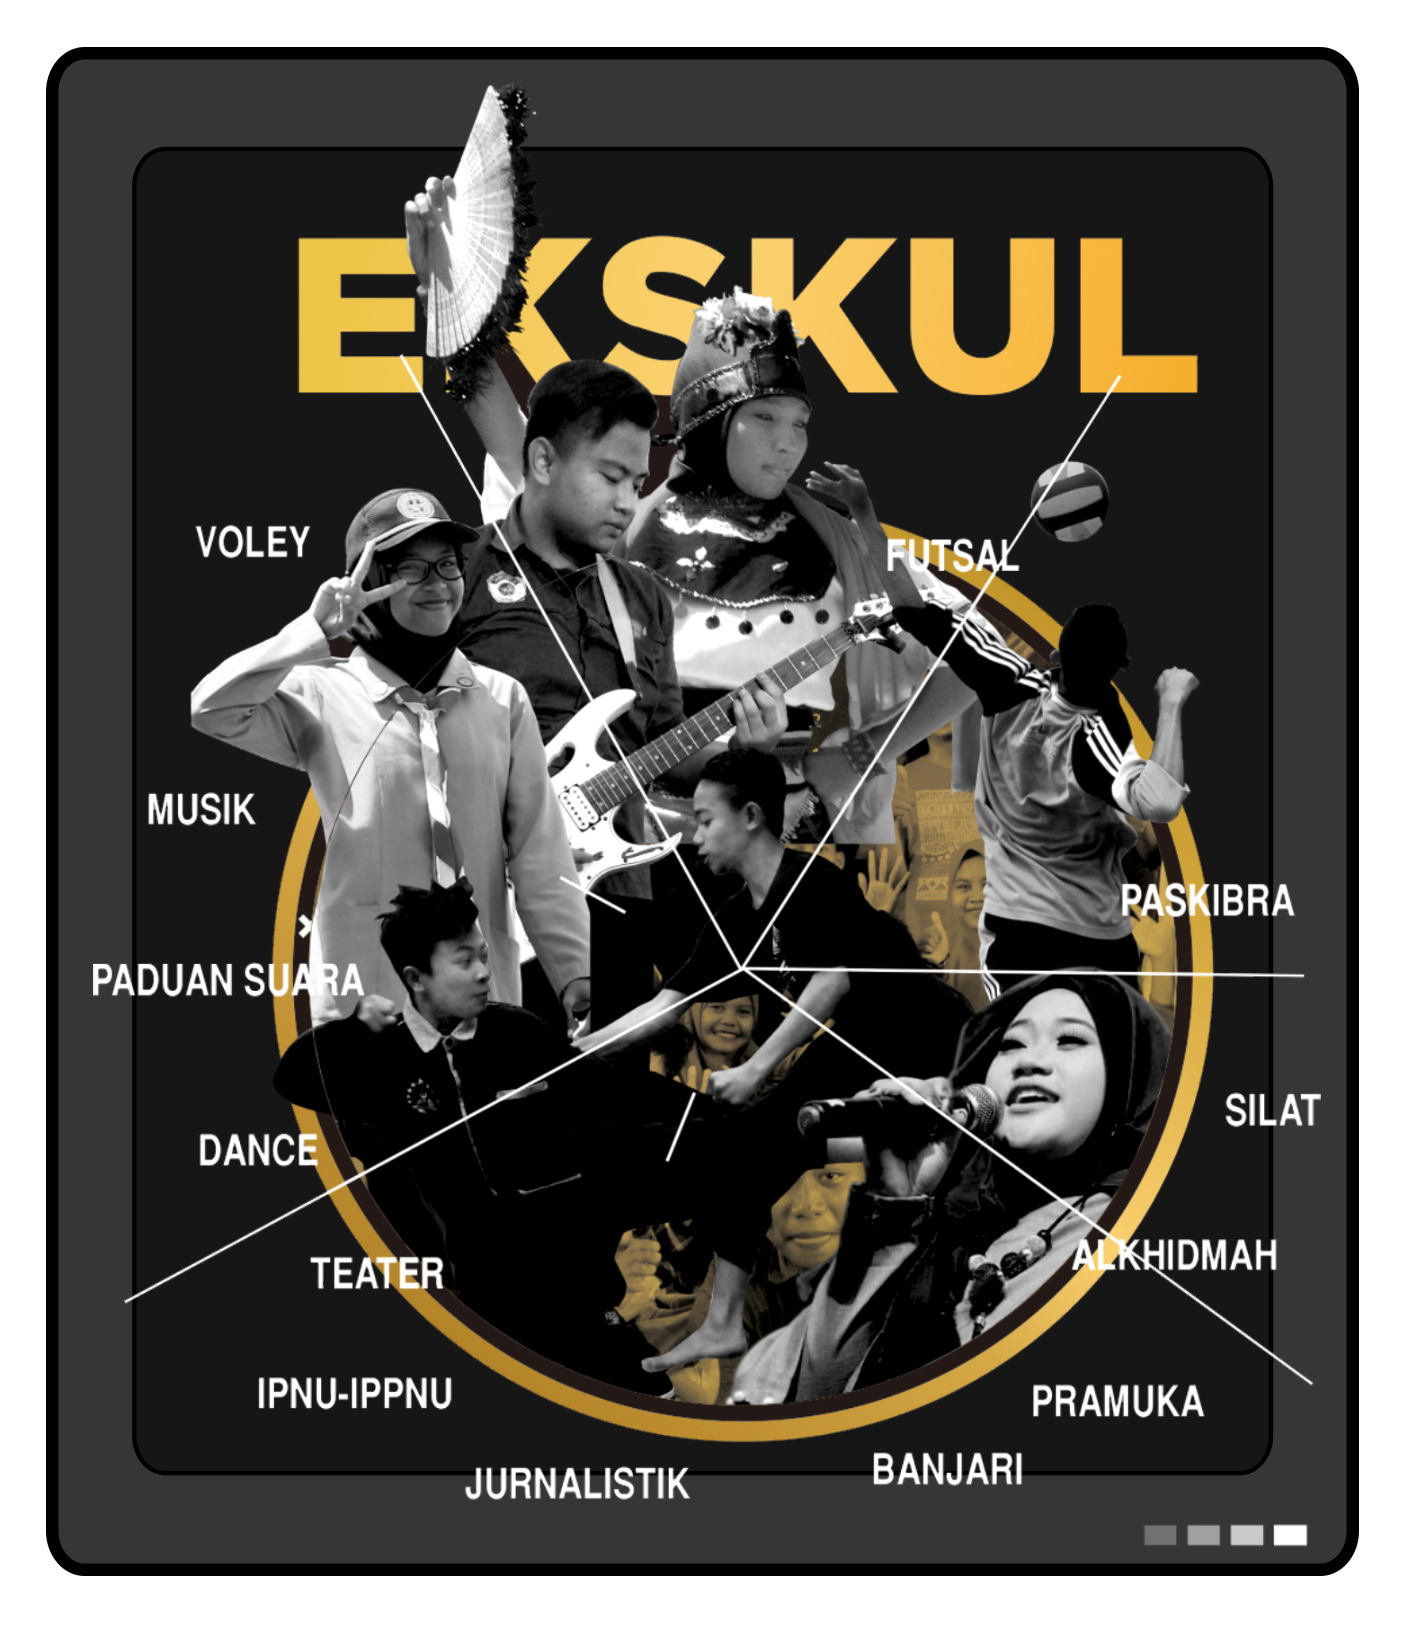 EKSKUL
VOLEY
FUTSAL
MUSIK
PASKIBRA
PADUAN SUARA
SILAT
DANCE
ALKHIDMAH
TEATER
IPNU-IPPNU
PRAMUKA
BANJARI
JURNALISTIK